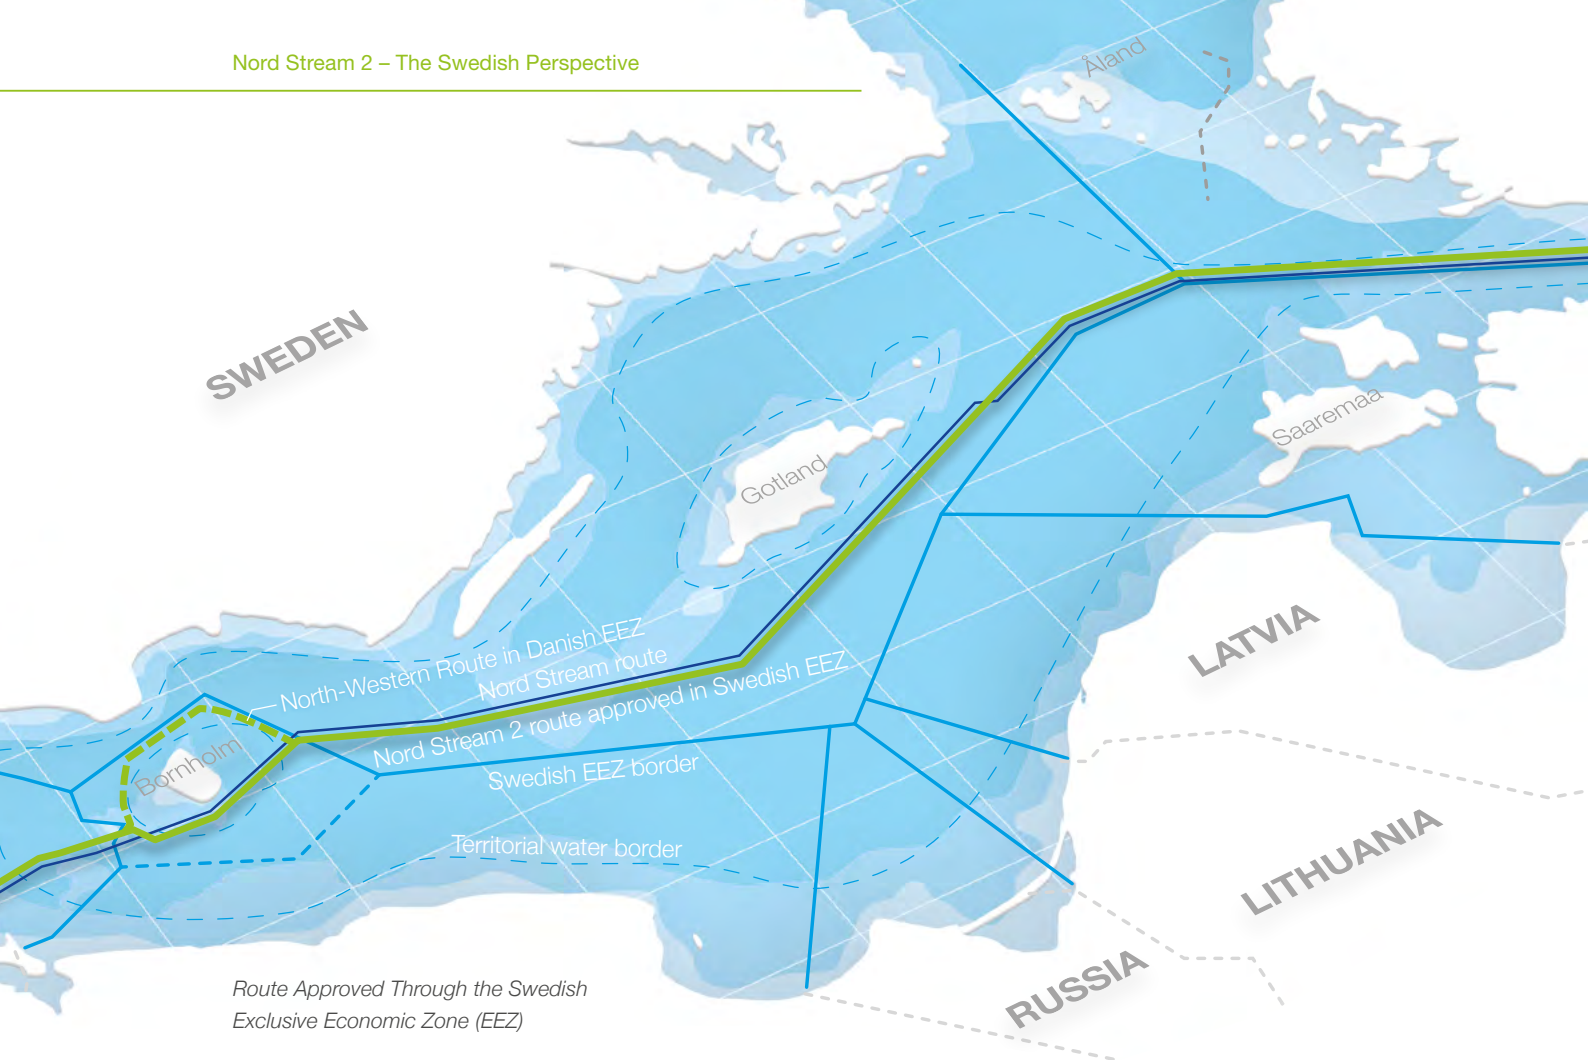 Nord Stream 2 – The Swedish Perspective
Åland
SWEDEN
Saaremaa
Gotland
LATVIA
North-Western Route in Danish EEZ
Nord Stream route
Nord Stream 2 route approved in Swedish EEZ
Bornholm
Swedish EEZ border
Territorial water border
LITHUANIA
RUSSIA
Route Approved Through the Swedish
Exclusive Economic Zone (EEZ)